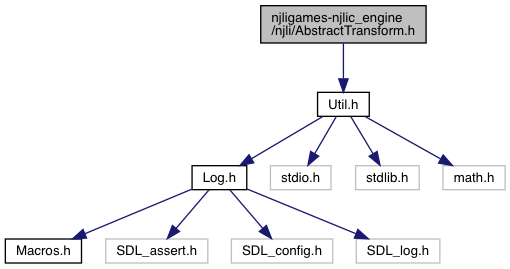 njligames-njlic_engine
/njli/AbstractTransform.h
Util.h
Log.h
stdio.h
stdlib.h
math.h
Macros.h
SDL_assert.h
SDL_config.h
SDL_log.h